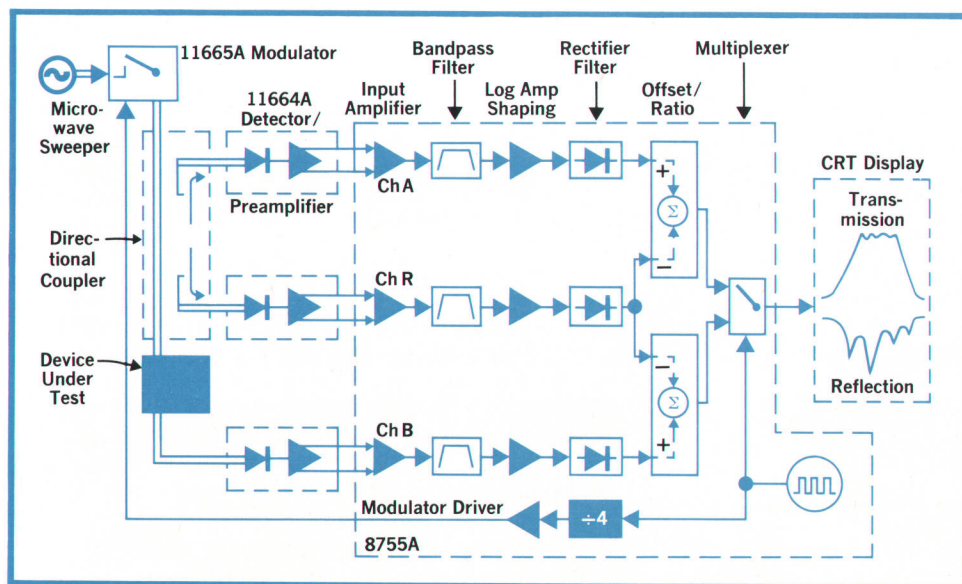 11665A Modulator
Micro-
wave
Sweeper
Bandpass
Filter
Rectifier
Filter
Multiplexer
11664A
Detector/
Input
Amplifier
Log Amp
Shaping
Offset/
Ratio
Ch A
Preamplifier
+
Σ
−
CRT Display
Trans-
mission
Reflection
Direc-
tional
Coupler
Ch R
Device
Under
Test
−
Σ
+
Ch B
Modulator Driver
÷4
8755A